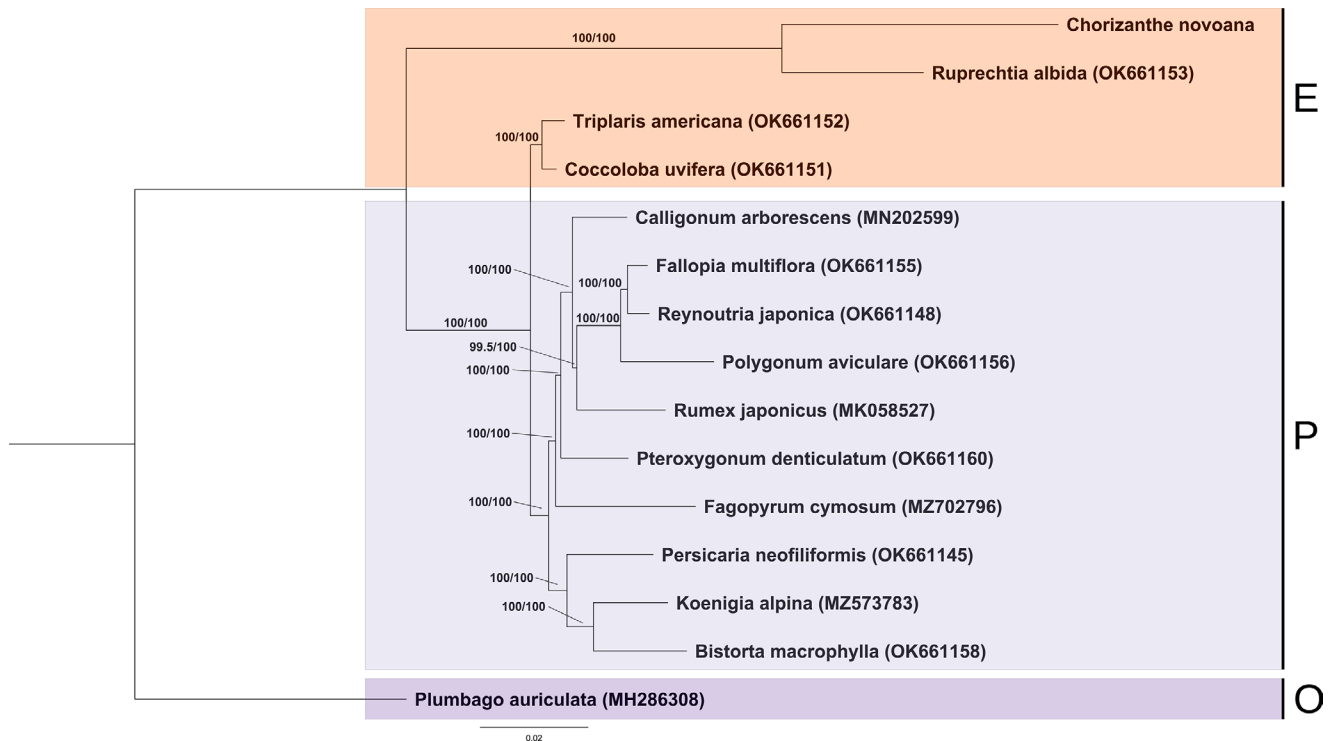 100/100
Chorizanthe novoana
Ruprechtia albida (OK661153)
E
100/100
Triplaris americana (OK661152)
Coccoloba uvifera (OK661151)
Calligonum arborescens (MN202599)
100/100
100/100
Fallopia multiflora (OK661155)
Reynoutria japonica (OK661148)
100/100
100/100
99.5/100
Polygonum aviculare (OK661156)
100/100
Rumex japonicus (MK058527)
P
100/100
Pteroxygonum denticulatum (OK661160)
100/100
Fagopyrum cymosum (MZ702796)
Persicaria neofiliformis (OK661145)
100/100
100/100
Koenigia alpina (MZ573783)
Bistorta macrophylla (OK661158)
Plumbago auriculata (MH286308)
O
0.02